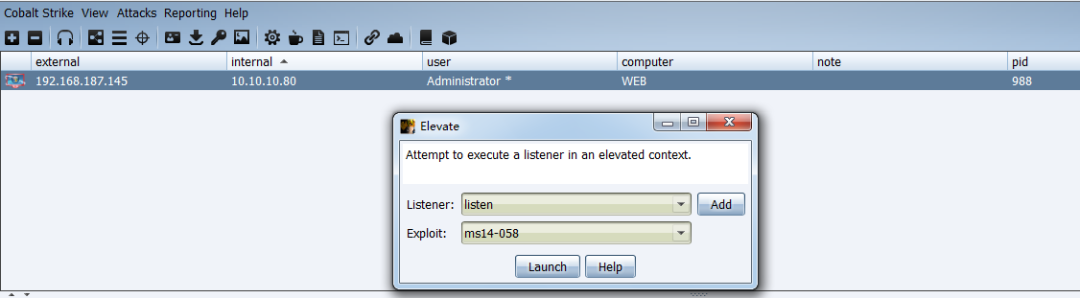 Cobalt Strike View Attacks Reporting Help
external internal user computer note pid
192.168.187.145 10.10.10.80 Administrator * WEB 988
Elevate
Attempt to execute a listener in an elevated context.
Listener: listen Add
Exploit: ms14-058
Launch Help